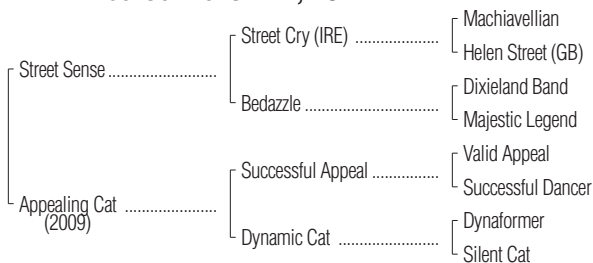 Machiavellian
Street Cry (IRE) ..................
Helen Street (GB)
Street Sense .......................
Dixieland Band
Bedazzle .............................
Majestic Legend
Valid Appeal
Successful Appeal ................
Successful Dancer
Appealing Cat ...................
(2009)
Dynaformer
Dynamic Cat ......................
Silent Cat